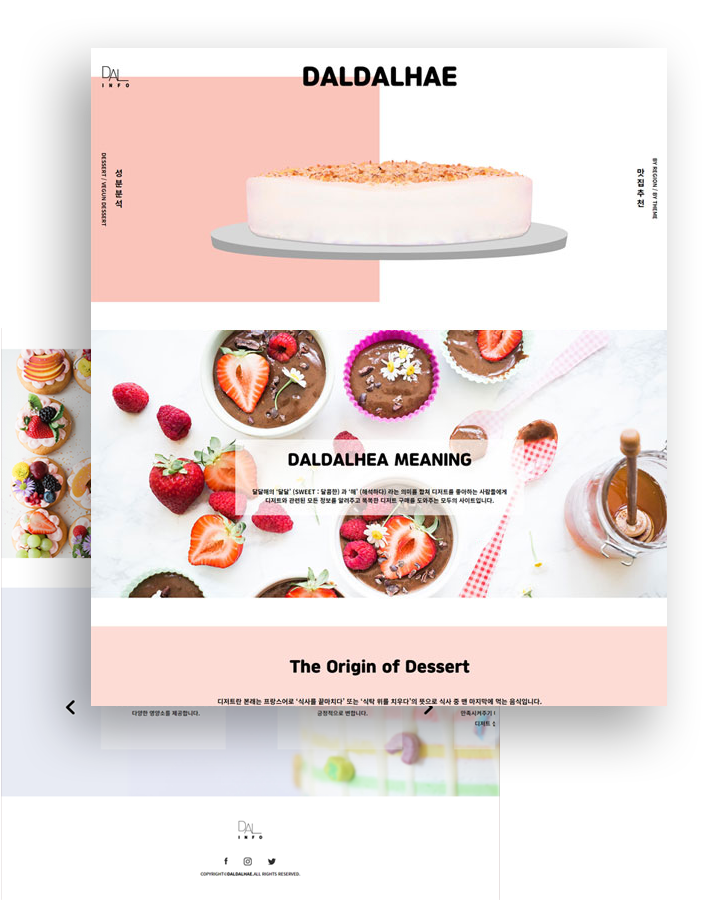 DAL
INFO
DALDALHAE
DESSERT / VEGUN DESSERT
성분분석
맛집추천
BY REGION / BY THEME
DALDALHEA MEANING
달달해의 '달달' (SWEET : 달콤한) 과 '해' (해석하다) 라는 의미를 합쳐 디저트를 좋아하는 사람들에게
디저트와 관련된 모든 정보를 알려주고 똑똑한 디저트 구매를 도와주는 모두의 사이트입니다.
The Origin of Dessert
디저트란 본래는 프랑스어로 '식사를 끝마치다' 또는 '식탁 위를 치우다'의 뜻으로 식사 중 맨 마지막에 먹는 음식입니다.
다양한 영양소를 제공합니다.
긍정적으로 변합니다.
만족시켜주기
디저트
DAL
INFO
COPYRIGHT©DALDALHAE.ALL RIGHTS RESERVED.